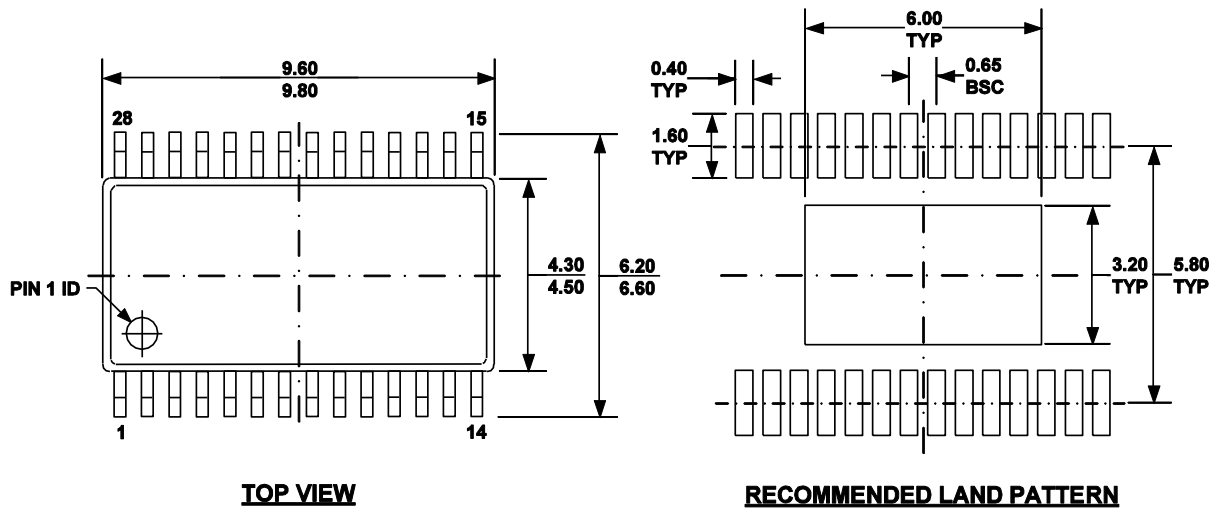 9.60
9.80
28
15
PIN 1 ID
4.30
4.50
6.20
6.60
1
14
TOP VIEW
6.00
TYP
0.40
TYP
0.65
BSC
1.60
TYP
3.20
TYP
5.80
TYP
RECOMMENDED LAND PATTERN